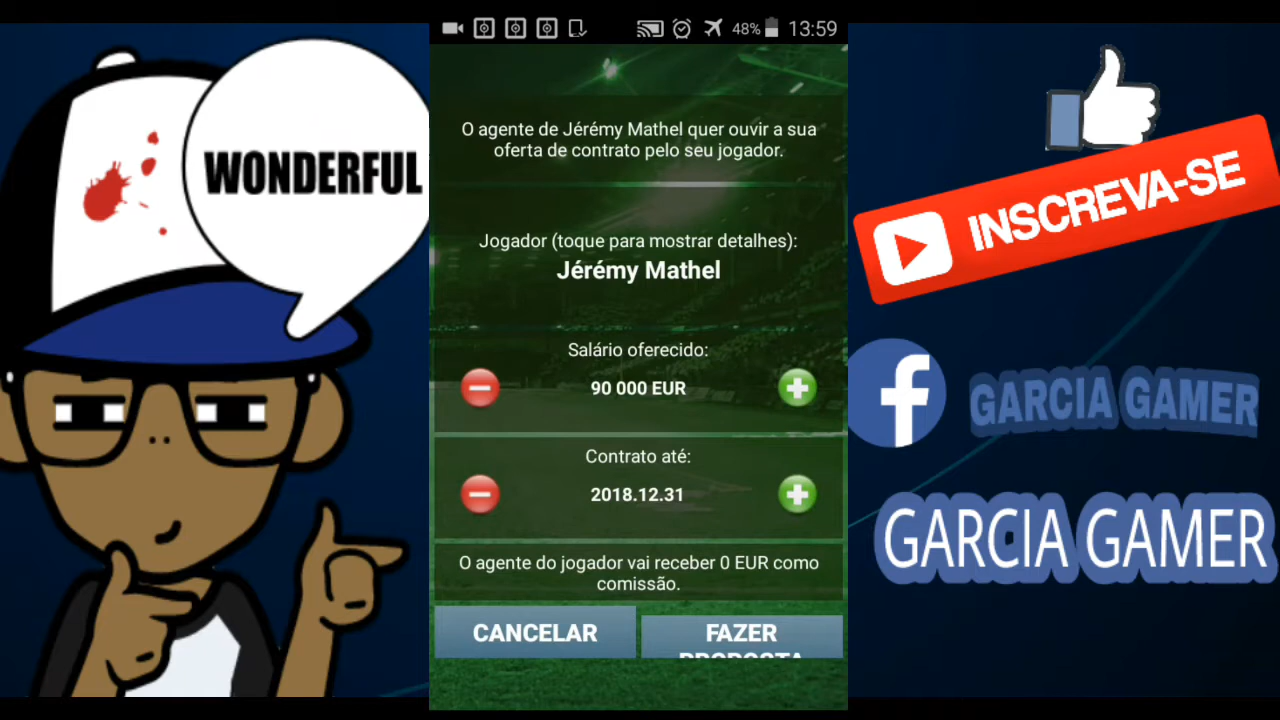 WONDERFUL
48% 13:59
O agente de Jérémy Mathel quer ouvir a sua
oferta de contrato pelo seu jogador.
Jogador (toque para mostrar detalhes):
Jérémy Mathel
Salário oferecido:
90 000 EUR
Contrato até:
2018.12.31
O agente do jogador vai receber 0 EUR como
comissão.
CANCELAR
FAZER
PROPOSTA
INSCREVA-SE
f
GARCIA GAMER
GARCIA GAMER